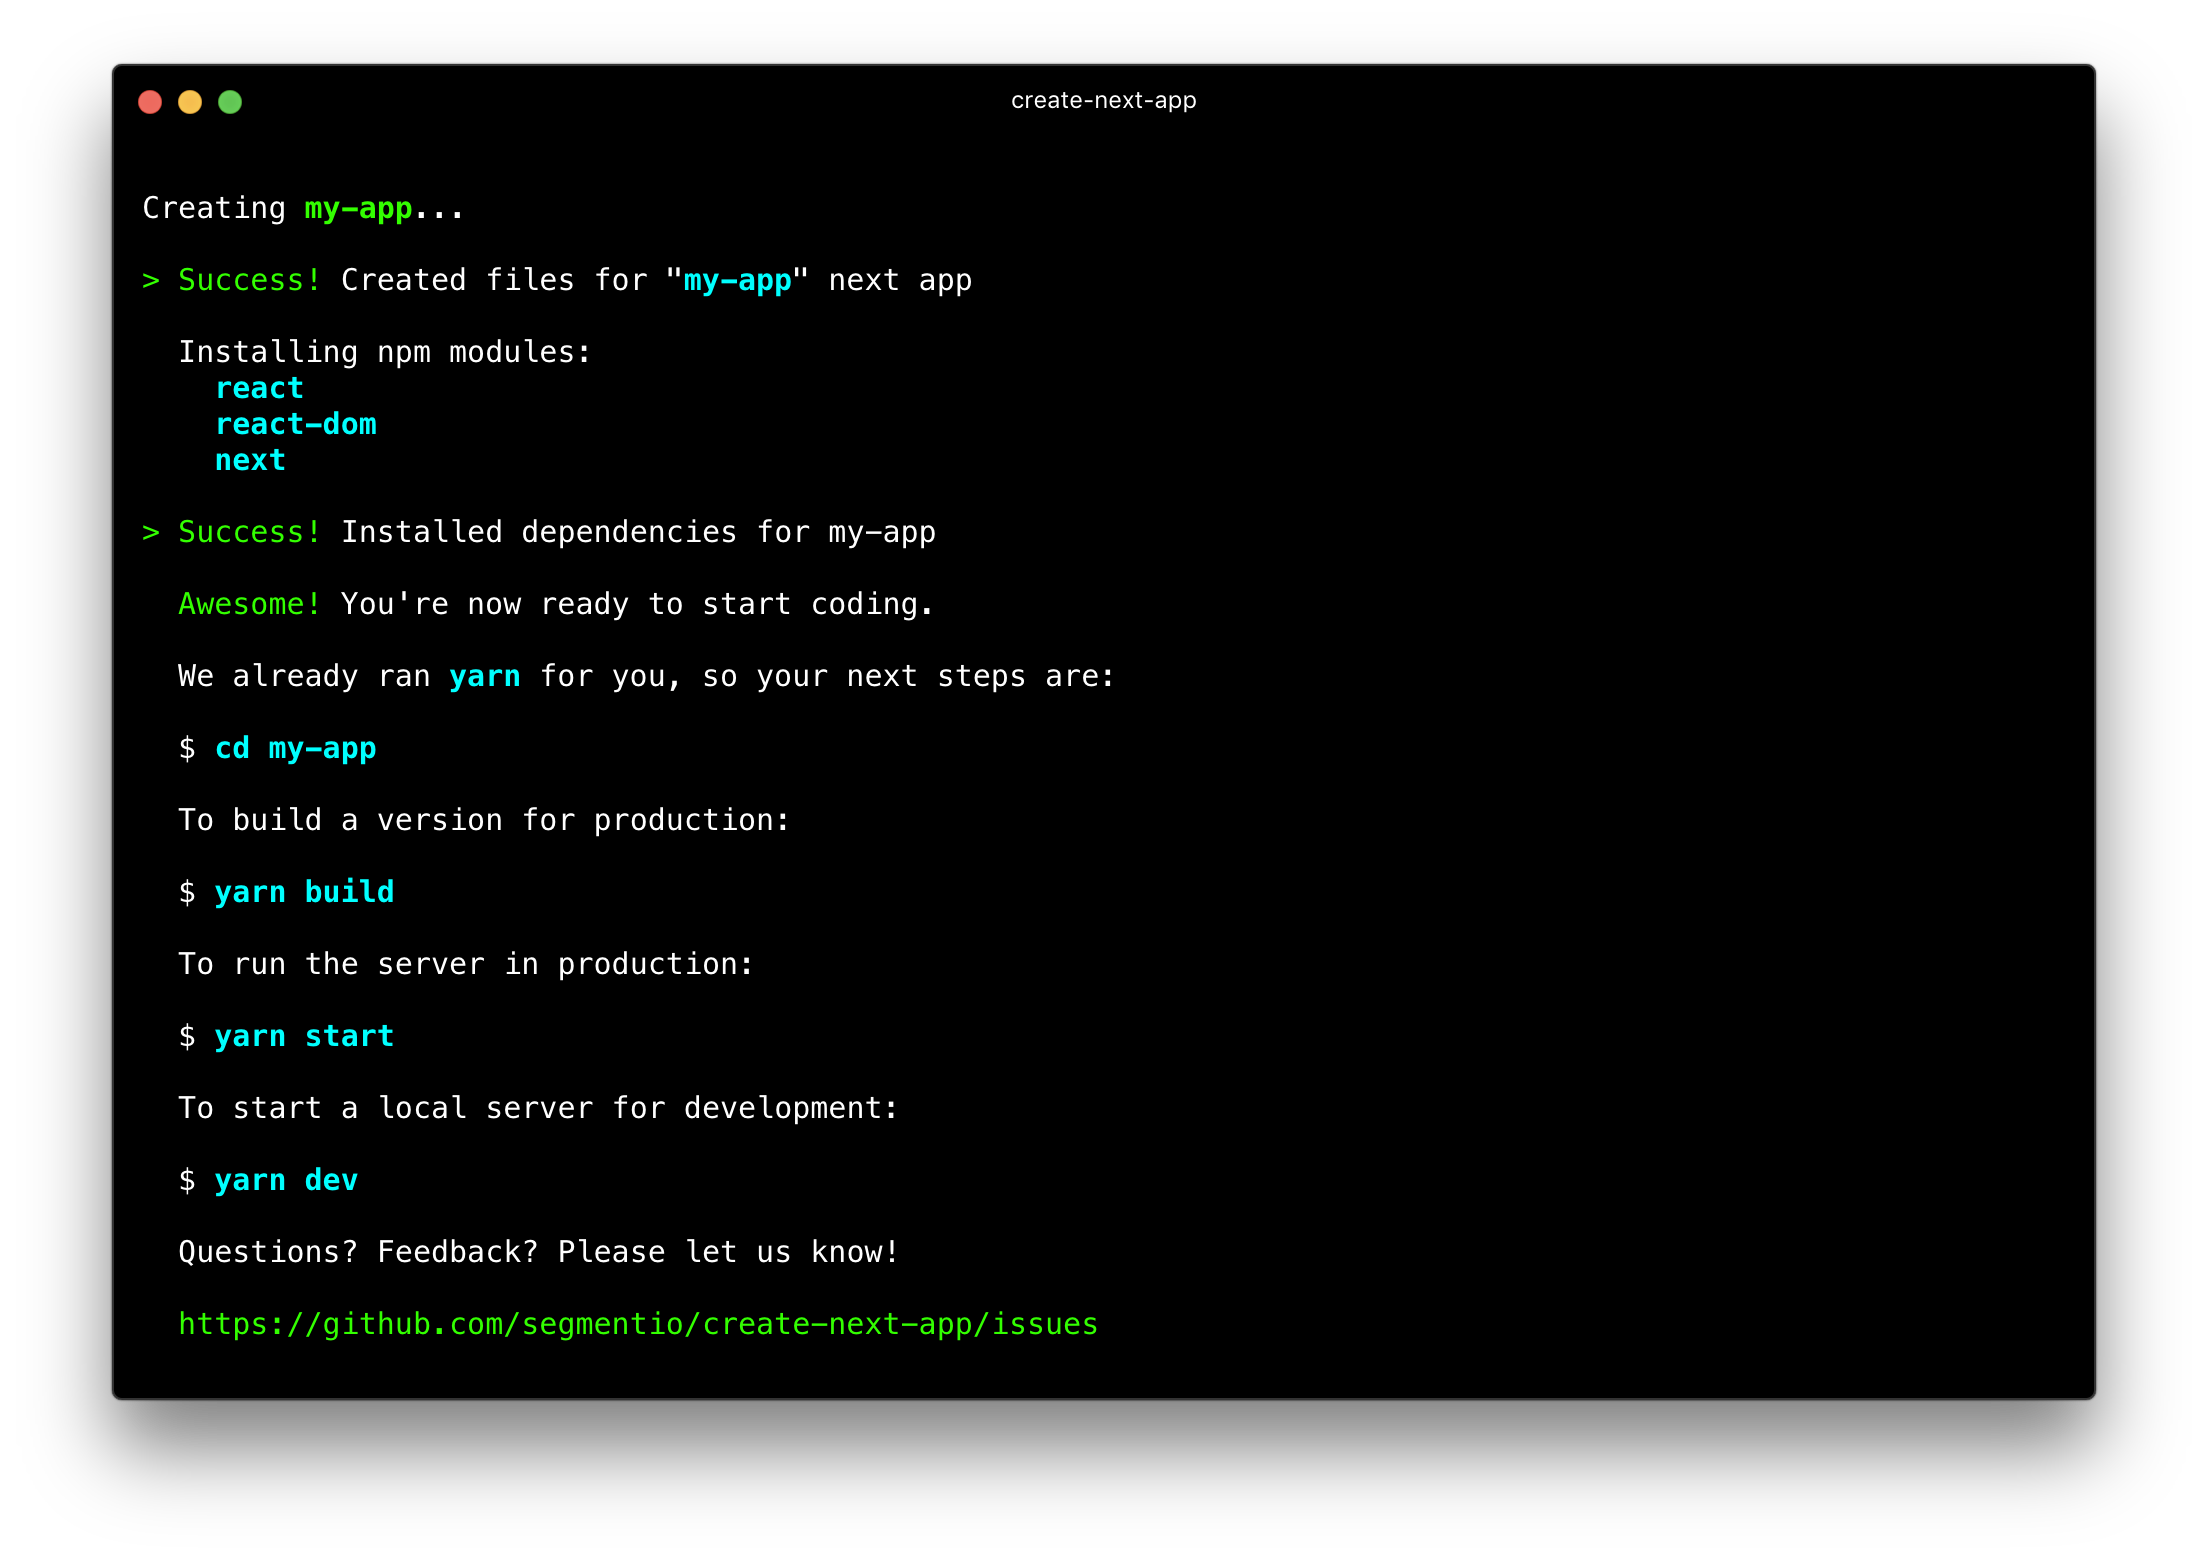 create-next-app
Creating my-app...
> Success! Created files for "my-app" next app
Installing npm modules:
react
react-dom
next
> Success! Installed dependencies for my-app
Awesome! You're now ready to start coding.
We already ran yarn for you, so your next steps are:
$ cd my-app
To build a version for production:
$ yarn build
To run the server in production:
$ yarn start
To start a local server for development:
$ yarn dev
Questions? Feedback? Please let us know!
https://github.com/segmentio/create-next-app/issues